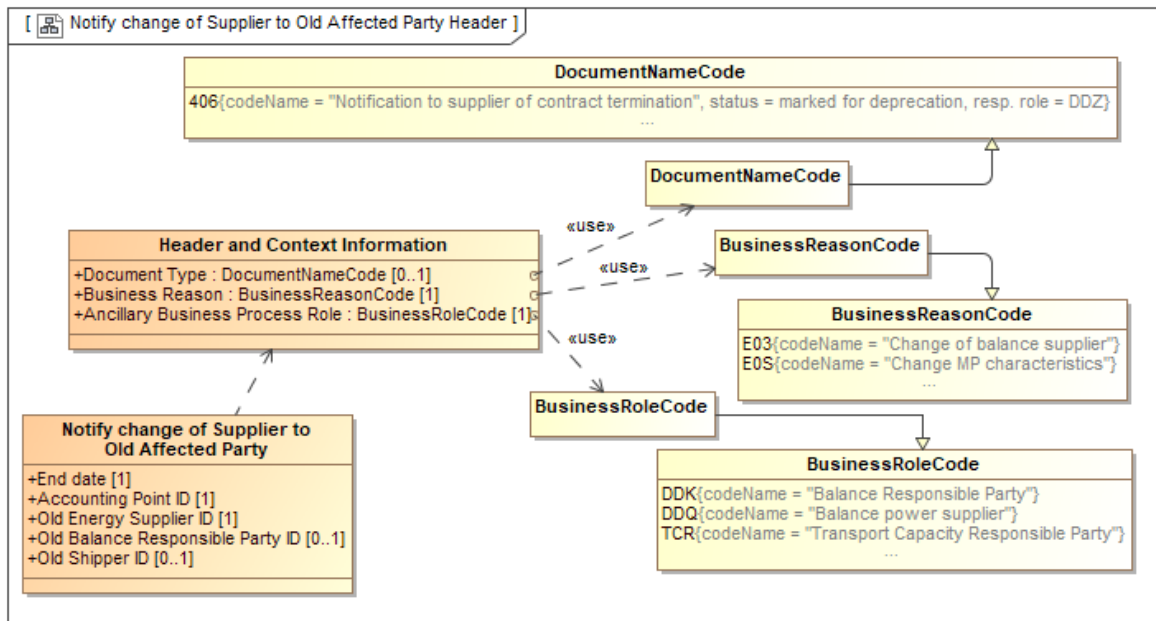 [ Notify change of Supplier to Old Affected Party Header ]
DocumentNameCode
406{codeName = "Notification to supplier of contract termination", status = marked for deprecation, resp. role = DDZ}
...
DocumentNameCode
«use»
Header and Context Information
+Document Type : DocumentNameCode [0..1]
+Business Reason : BusinessReasonCode [1]
+Ancillary Business Process Role : BusinessRoleCode [1]
«use»
BusinessReasonCode
BusinessReasonCode
E03{codeName = "Change of balance supplier"}
E0S{codeName = "Change MP characteristics"}
...
«use»
BusinessRoleCode
Notify change of Supplier to
Old Affected Party
+End date [1]
+Accounting Point ID [1]
+Old Energy Supplier ID [1]
+Old Balance Responsible Party ID [0..1]
+Old Shipper ID [0..1]
BusinessRoleCode
DDK{codeName = "Balance Responsible Party"}
DDQ{codeName = "Balance power supplier"}
TCR{codeName = "Transport Capacity Responsible Party"}
...